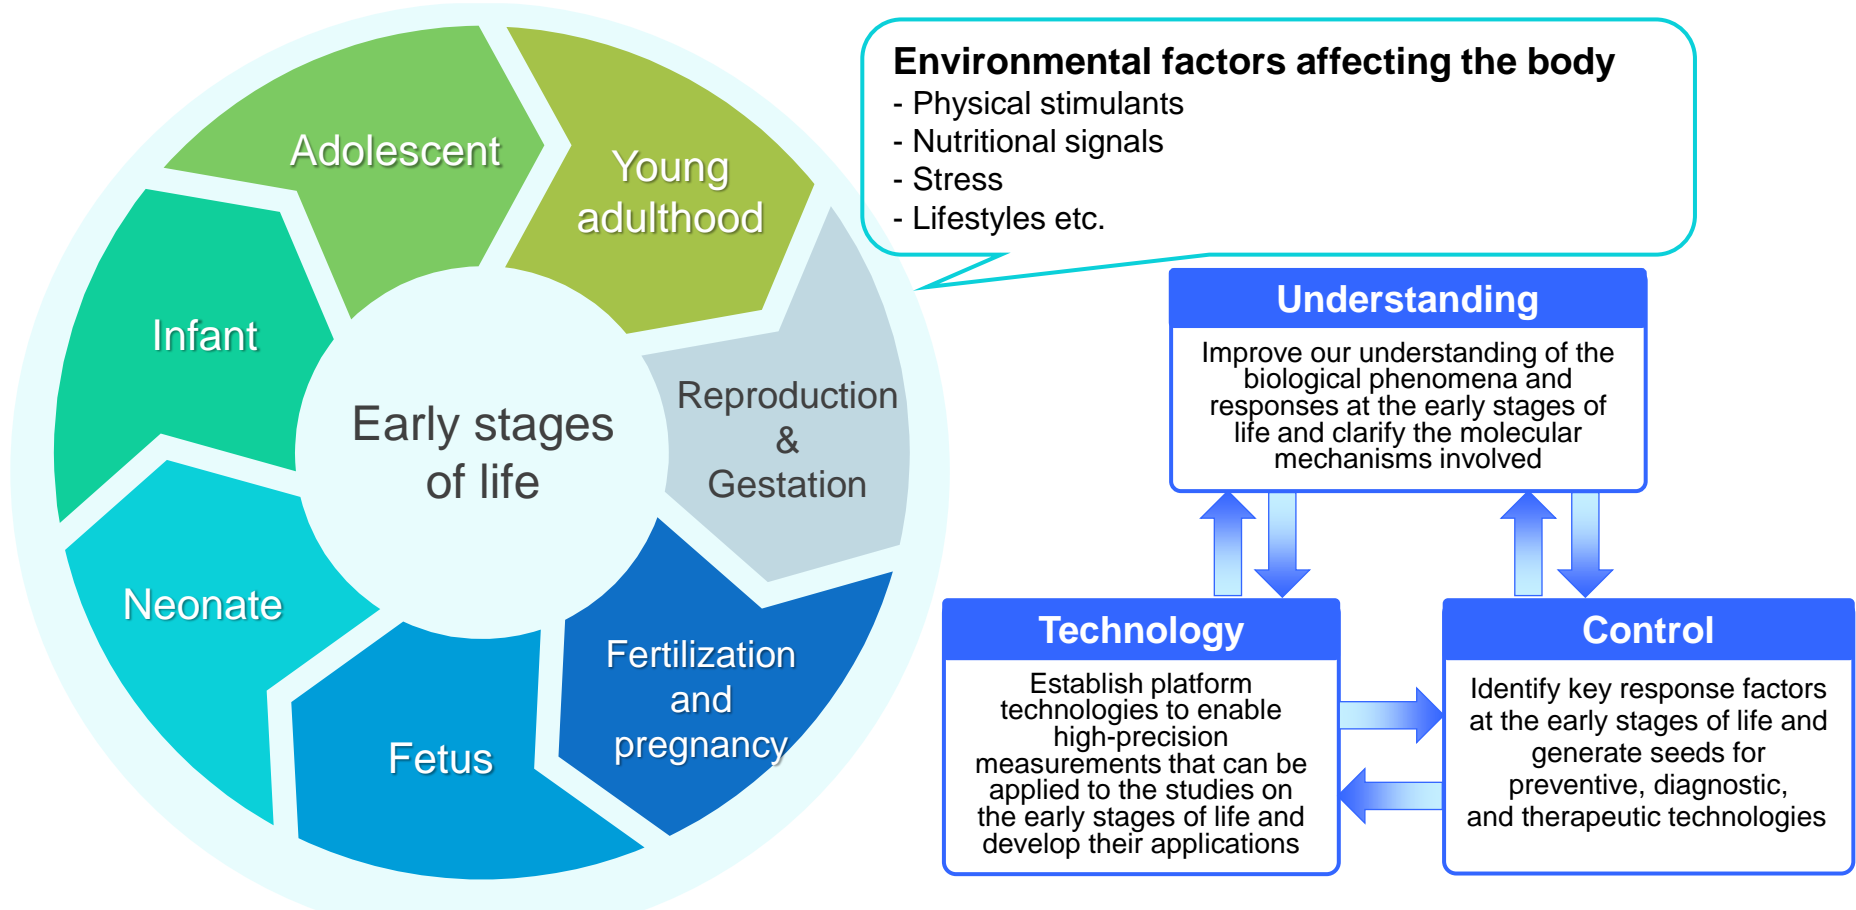 Adolescent
Young
adulthood
Infant
Early stages
of life
Reproduction
&
Gestation
Neonate
Fetus
Fertilization
and
pregnancy
Environmental factors affecting the body
- Physical stimulants
- Nutritional signals
- Stress
- Lifestyles etc.
Understanding
Improve our understanding of the
biological phenomena and
responses at the early stages of
life and clarify the molecular
mechanisms involved
Technology
Establish platform
technologies to enable
high-precision
measurements that can be
applied to the studies on
the early stages of life and
develop their applications
Control
Identify key response factors
at the early stages of life and
generate seeds for
preventive, diagnostic,
and therapeutic technologies